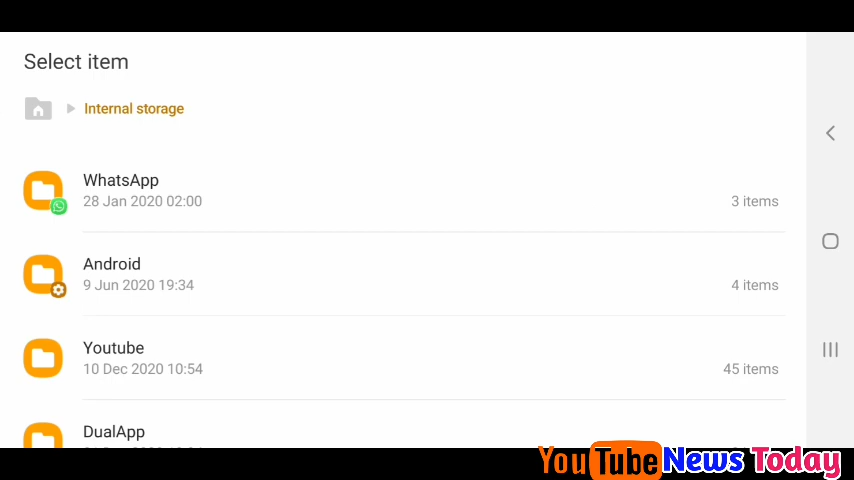 Select item
Internal storage
WhatsApp
28 Jan 2020 02:00
3 items
Android
9 Jun 2020 19:34
4 items
Youtube
10 Dec 2020 10:54
45 items
DualApp
YouTube News Today